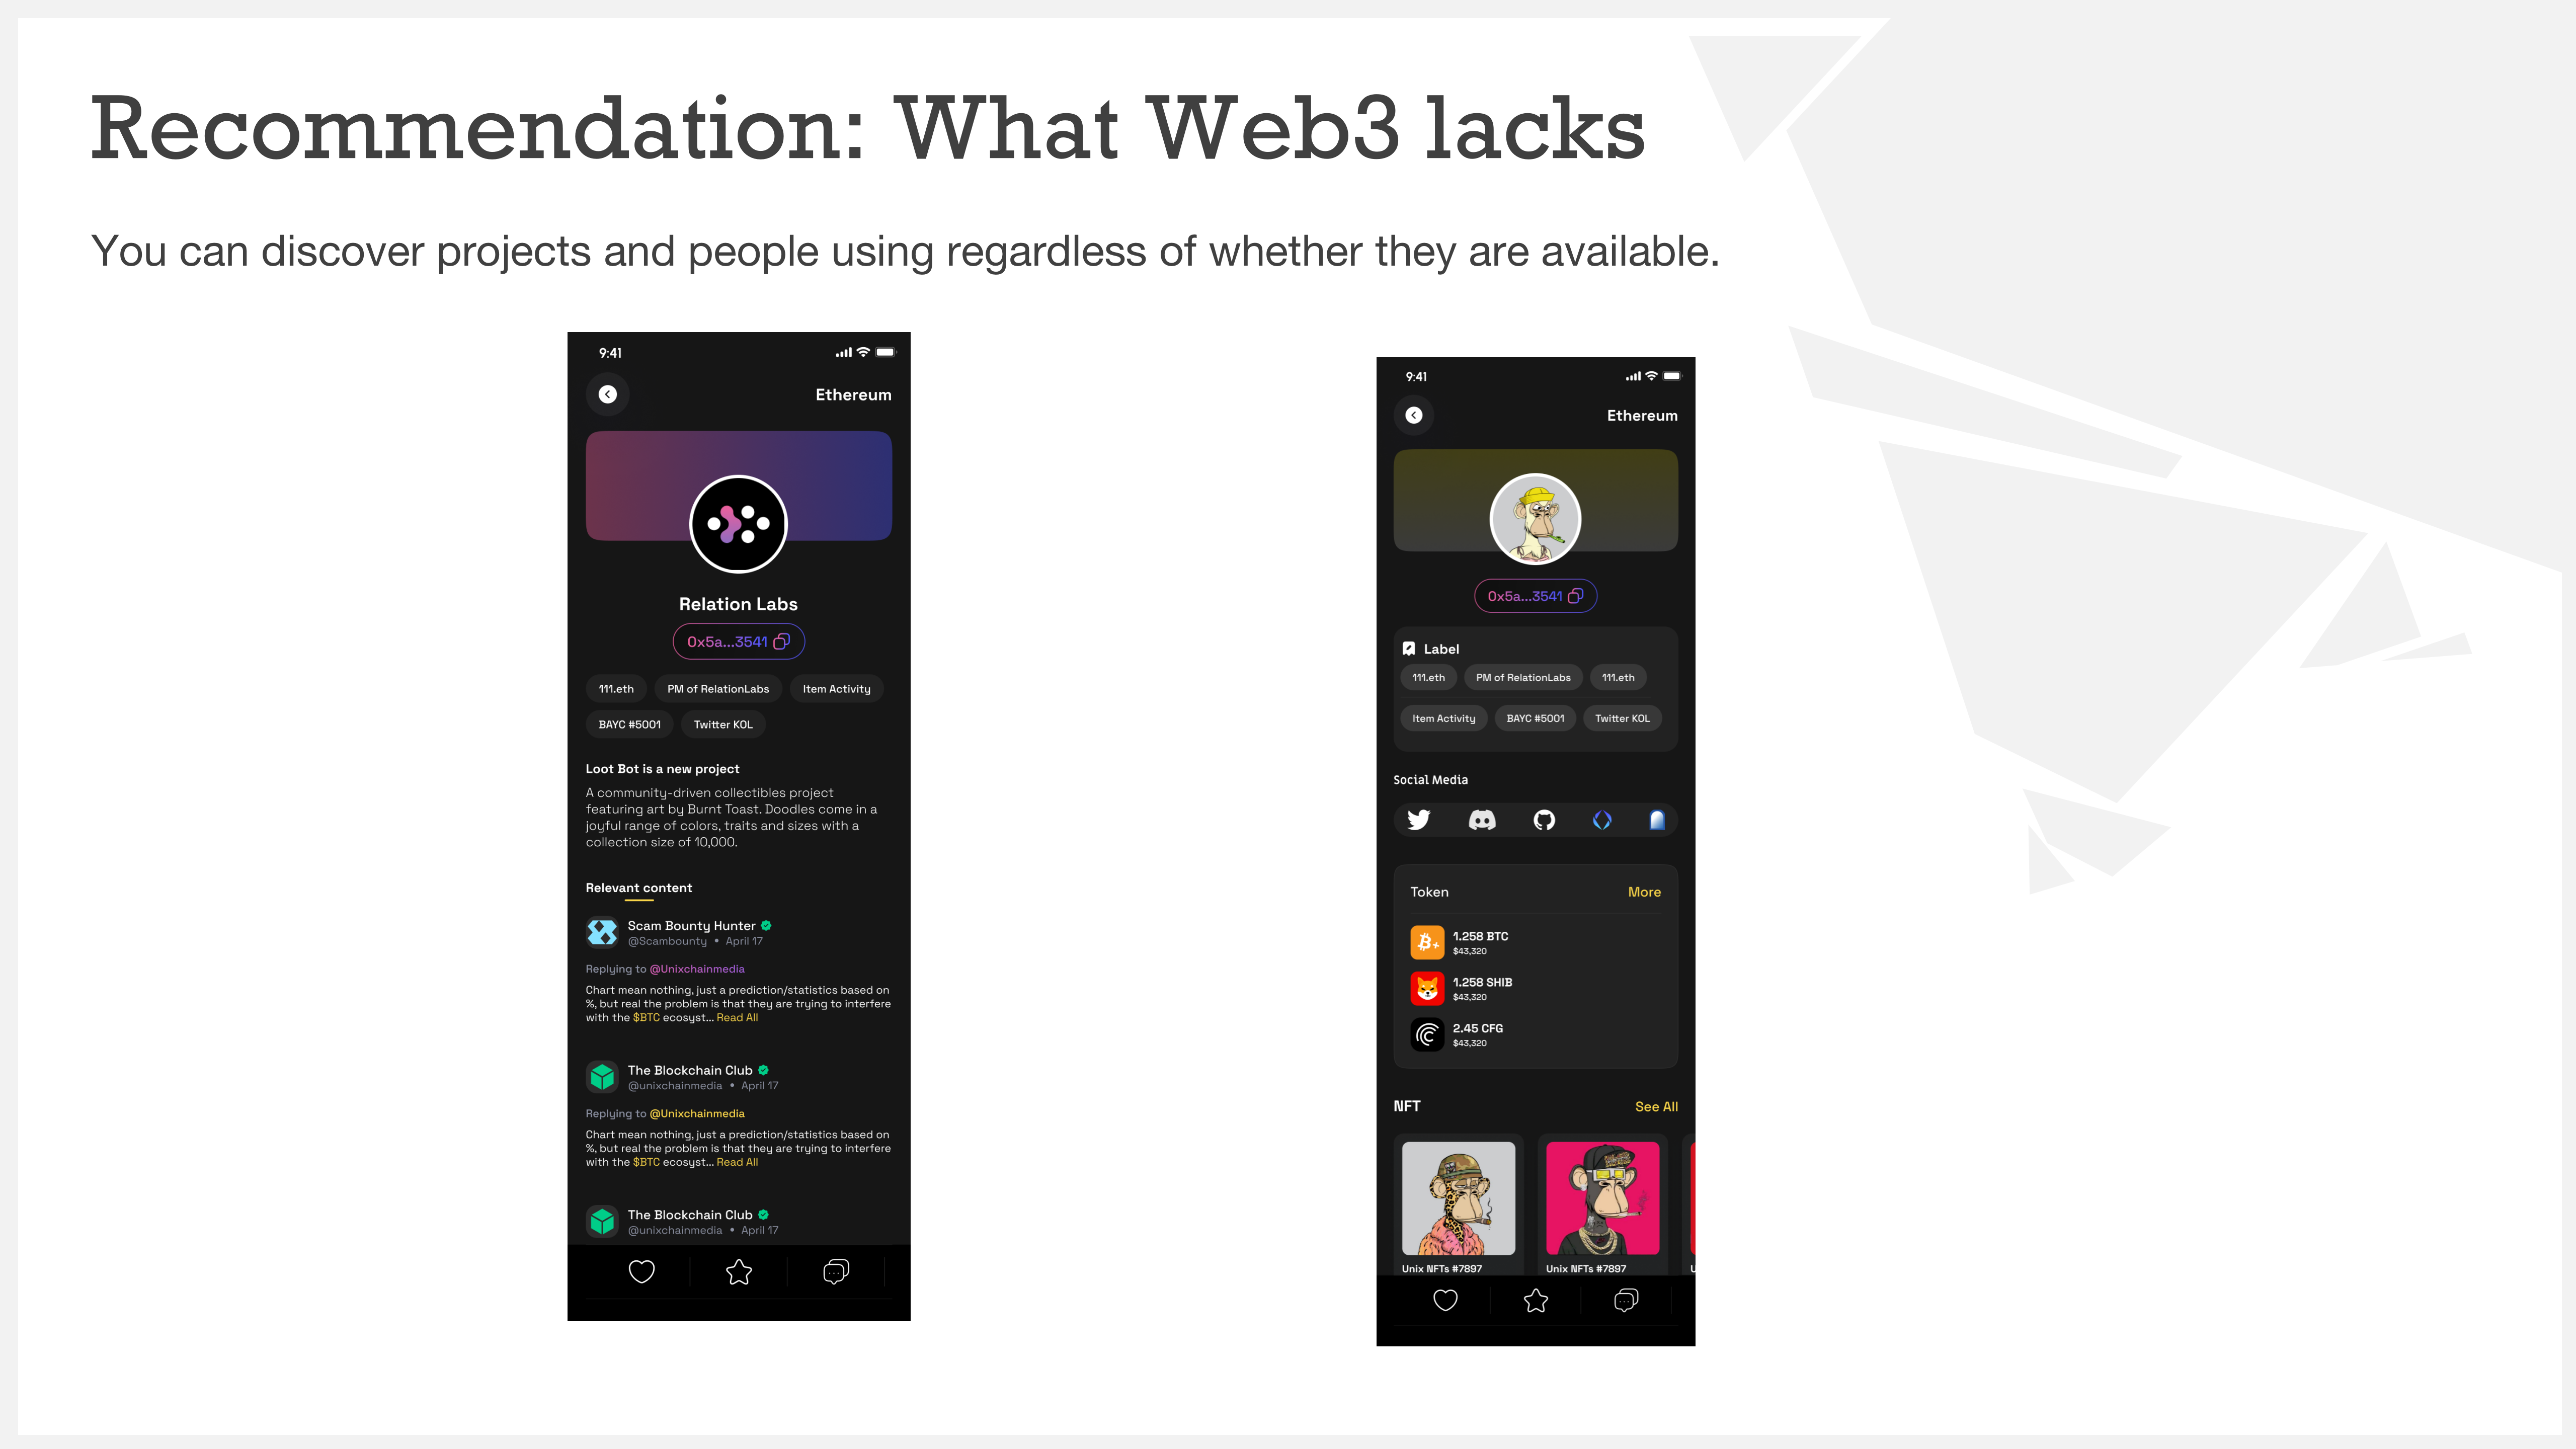 Recommendation: What Web3 lacks
You can discover projects and people using regardless of whether they are available.
9:41
Ethereum
Relation Labs
0x5a...3541
111.eth
PM of RelationLabs
Item Activity
BAYC #5001
Twitter KOL
Loot Bot is a new project
A community-driven collectibles project
featuring art by Burnt Toast. Doodles come in a
joyful range of colors, traits and sizes with a
collection size of 10,000.
Relevant content
Scam Bounty Hunter
@Scambounty • April 17
Replying to @Unixchainmedia
Chart mean nothing, just a prediction/statistics based on
%, but real the problem is that they are trying to interfere
with the $BTC ecosyst... Read All
The Blockchain Club
@unixchainmedia • April 17
Replying to @Unixchainmedia
Chart mean nothing, just a prediction/statistics based on
%, but real the problem is that they are trying to interfere
with the $BTC ecosyst... Read All
The Blockchain Club
@unixchainmedia • April 17
9:41
Ethereum
0x5a...3541
Label
111.eth
PM of RelationLabs
111.eth
Item Activity
BAYC #5001
Twitter KOL
Social Media
Token
More
1.258 BTC
$43,320
1.258 SHIB
$43,320
2.45 CFG
$43,320
NFT
See All
Unix NFTs #7897
Unix NFTs #7897